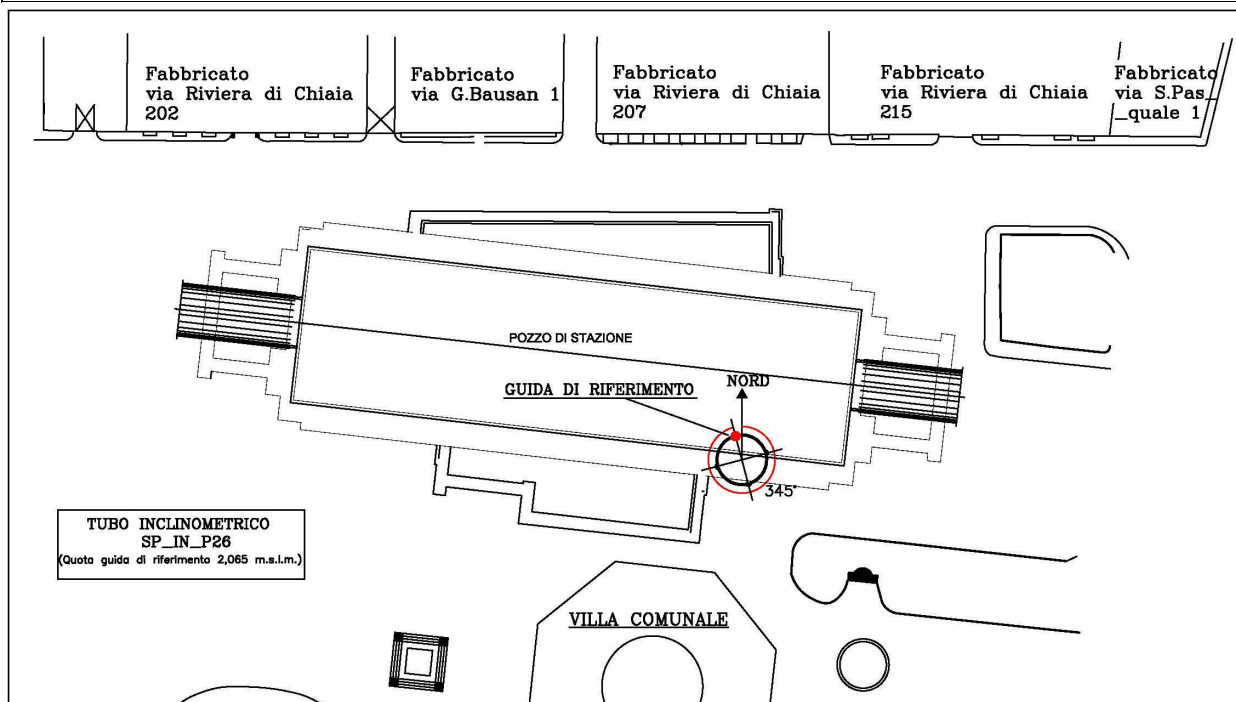 Fabbricato
via Riviera di Chiaia
202
Fabbricato
via G.Bausan 1
Fabbricato
via Riviera di Chiaia
207
Fabbricato
via Riviera di Chiaia
215
Fabbricato
via S.Pas_
_quale 1
POZZO DI STAZIONE
GUIDA DI RIFERIMENTO
NORD
345°
TUBO INCLINOMETRICO
SP_IN_P26
(Quota guida di riferimento 2,065 m.s.l.m.)
VILLA COMUNALE